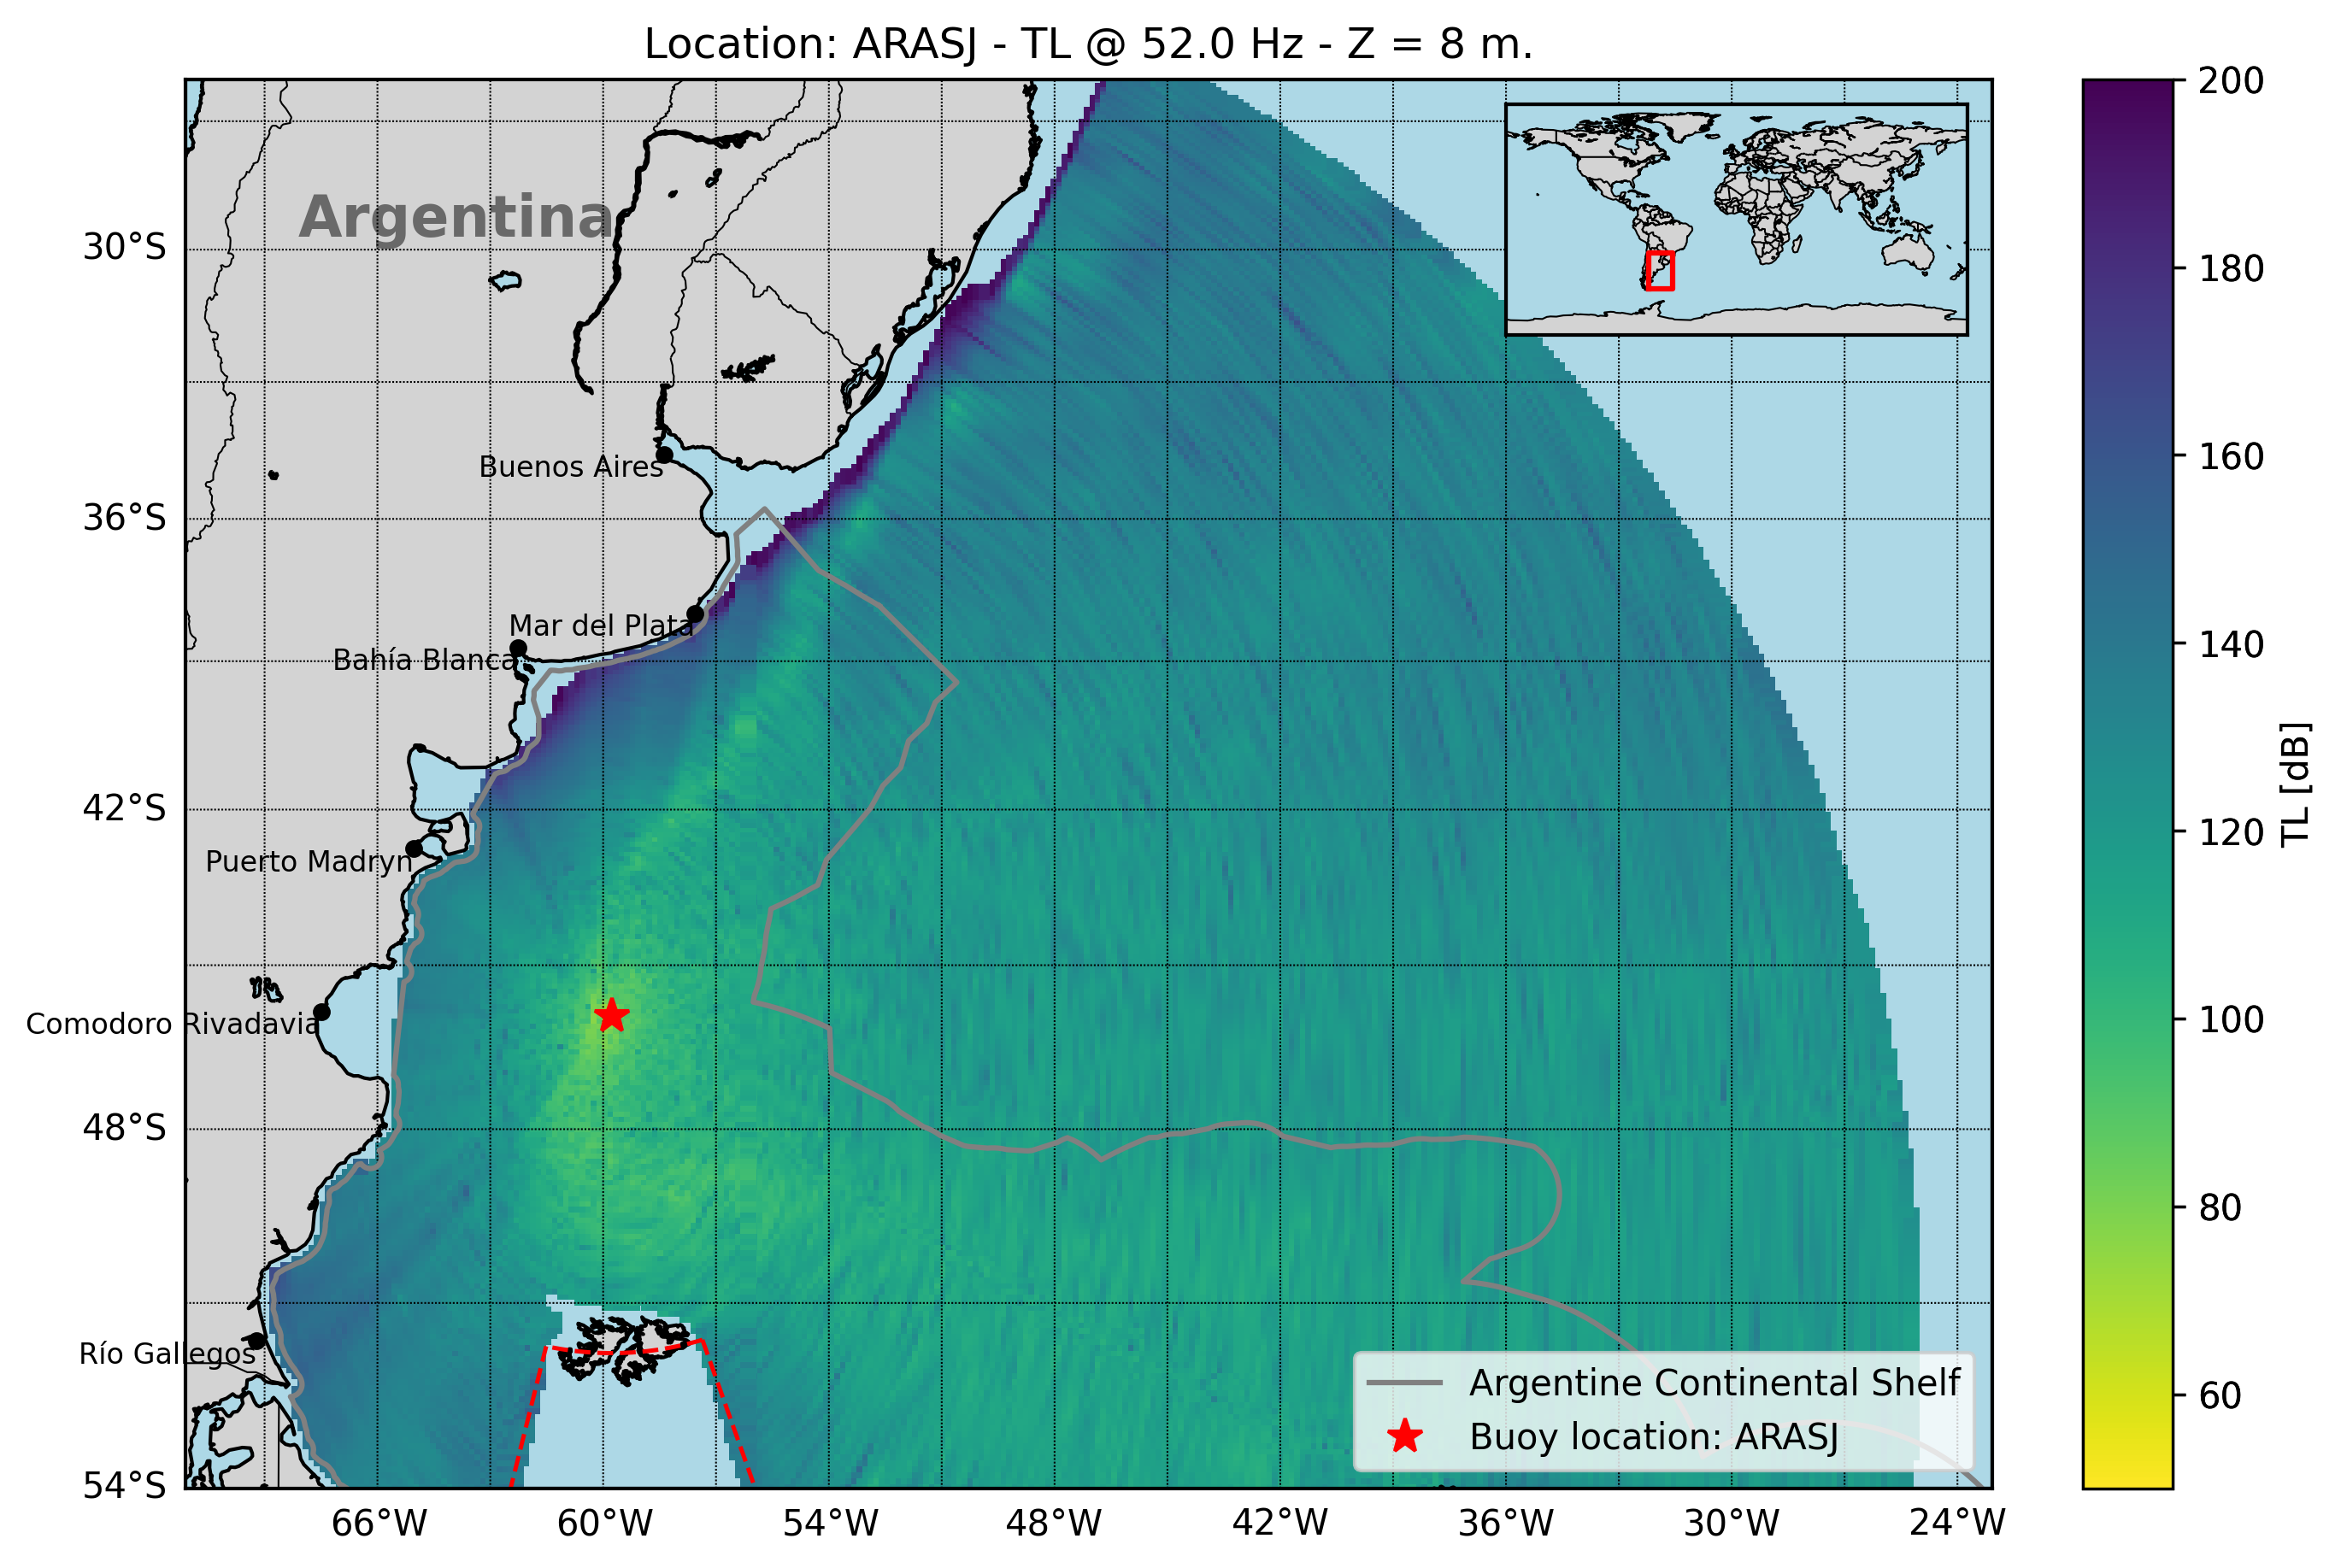 Location: ARASJ - TL @ 52.0 Hz - Z = 8 m.
Argentina
30°S
36°S
42°S
48°S
54°S
Buenos Aires
Mar del Plata
Bahía Blanca
Puerto Madryn
Comodoro Rivadavia
Río Gallegos
Argentine Continental Shelf
Buoy location: ARASJ
66°W
60°W
54°W
48°W
42°W
36°W
30°W
24°W
200
180
160
140
120
100
80
60
TL [dB]